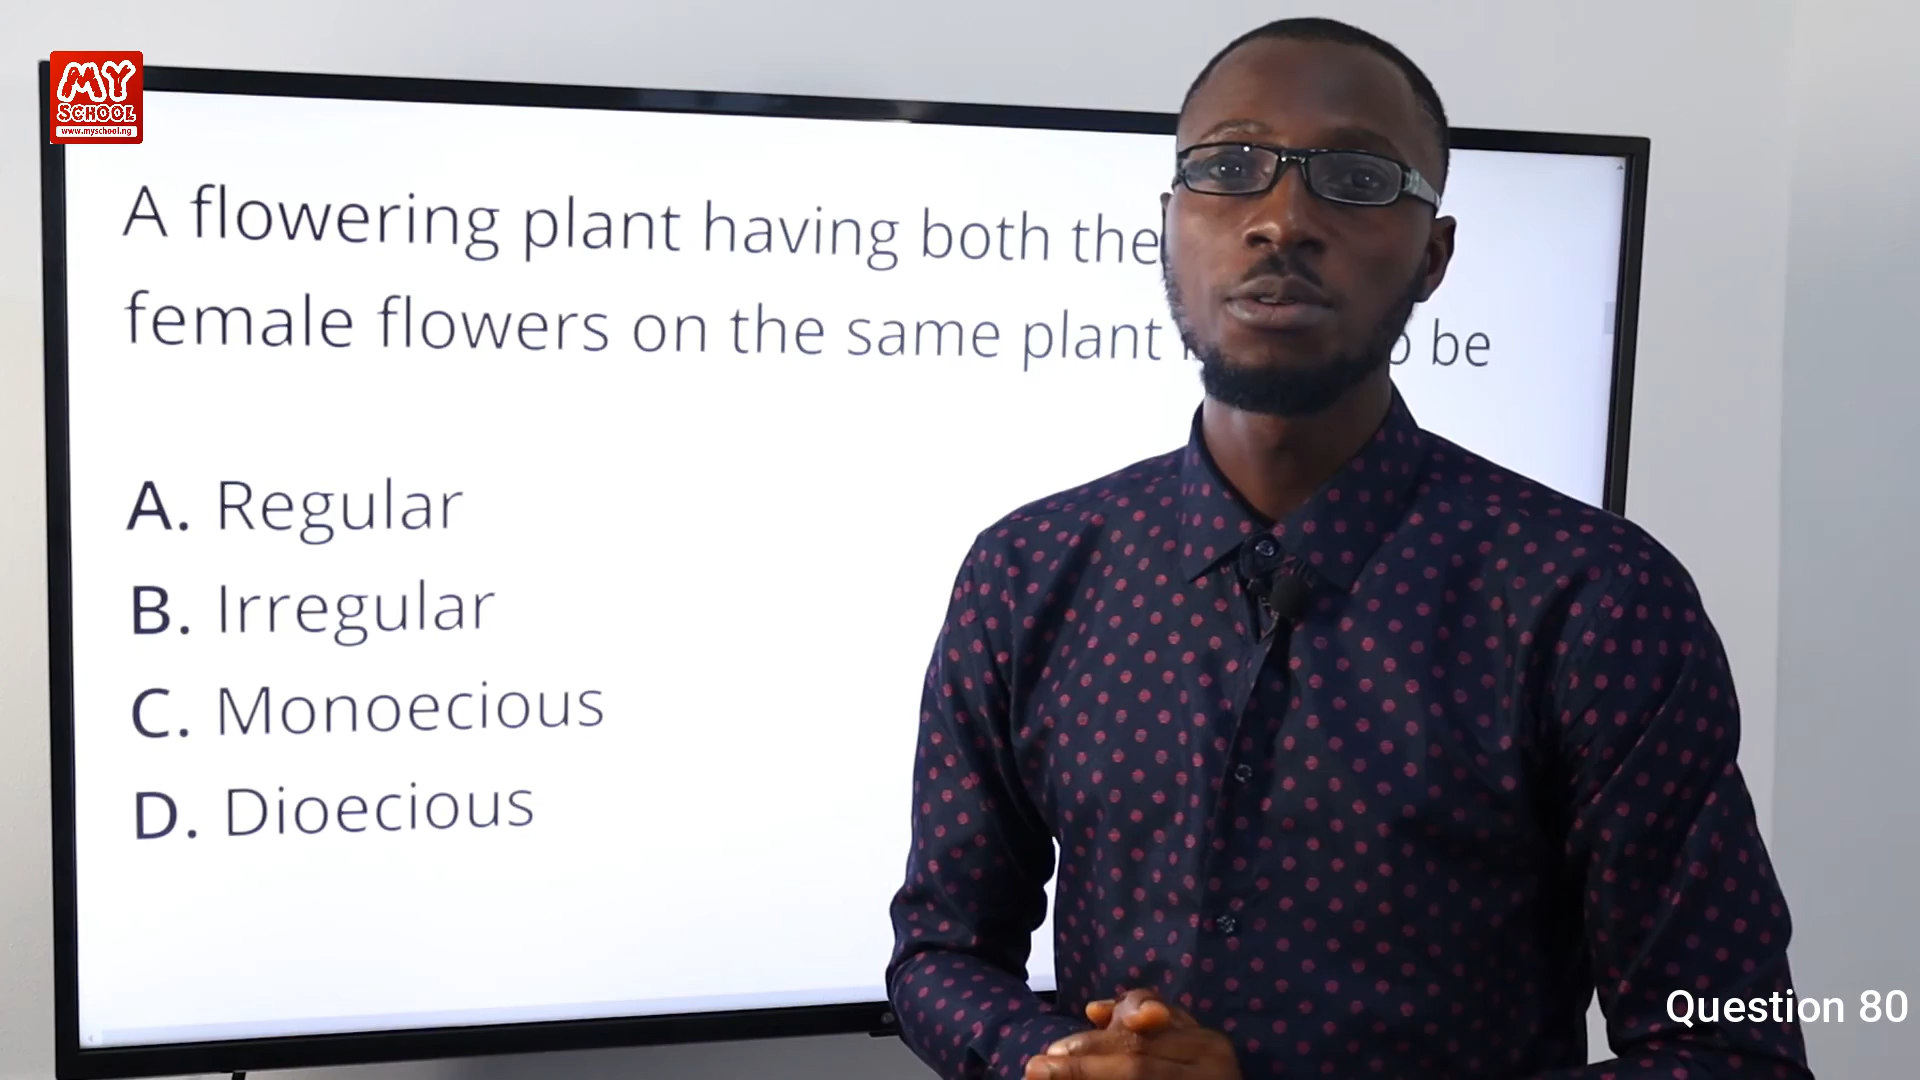 MY
SCHOOL
www.myschool.ng
A flowering plant having both the
female flowers on the same plant be
A. Regular
B. Irregular
C. Monoecious
D. Dioecious
Question 80